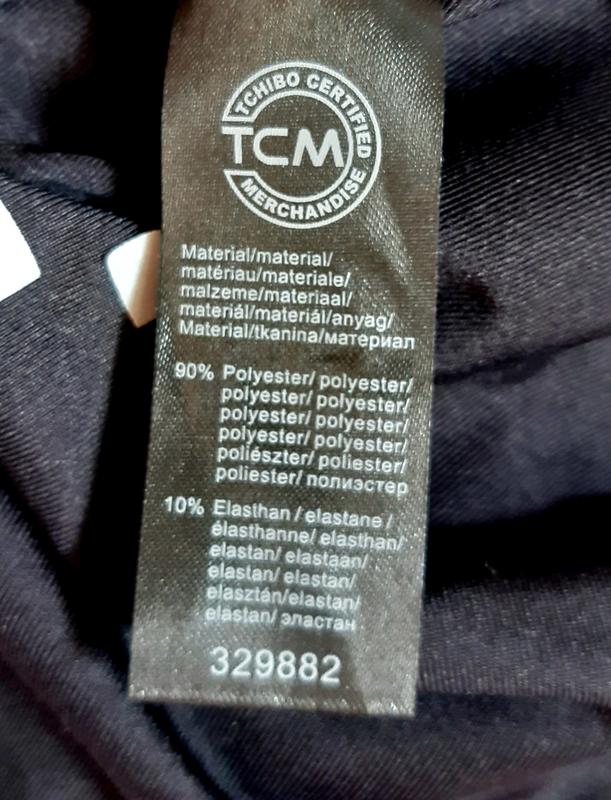 TCHIBO CERTIFIED
TCM
MERCHANDISE
Material/material/
matériau/materiale/
malzeme/materiaal/
materiál/materiál/anyag/
Material/tkanina/материал
90% Polyester/ polyester/
polyester/ polyester/
polyester/ polyester/
polyester/ polyester/
poliészter/ poliester/
poliester/ полиэстер
10% Elasthan / elastane /
élasthanne/ elasthan/
elastan/ elastaan/
elastan/ elastan/
elasztán/elastan/
elastan/ эластан
329882